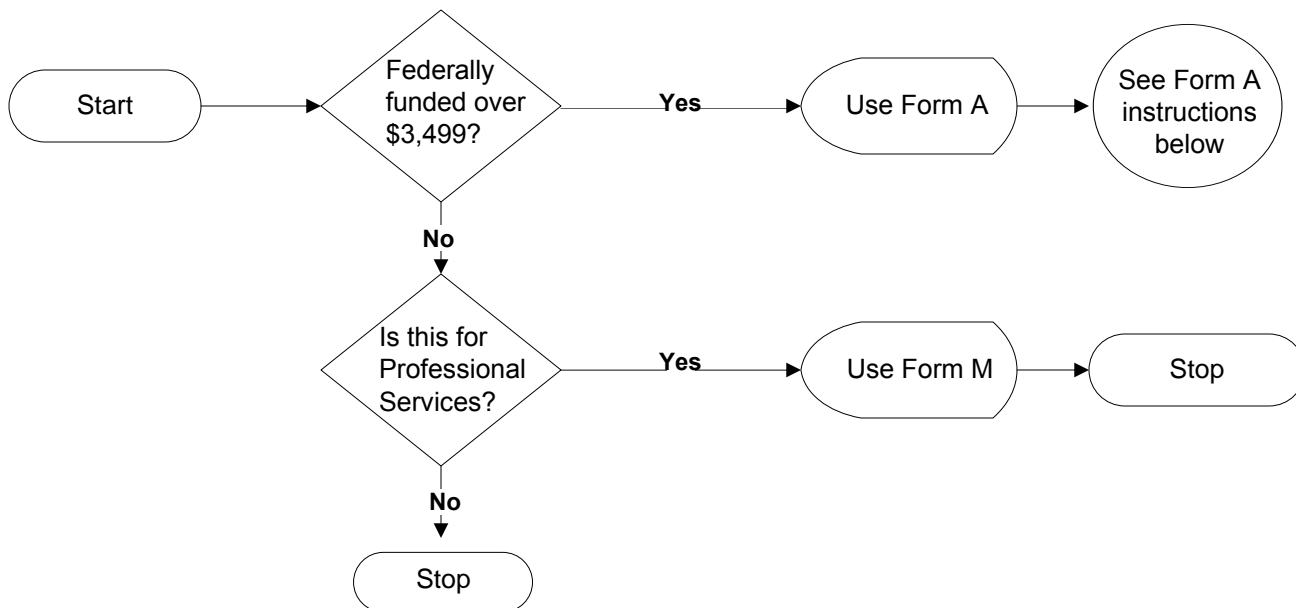 Start
Federally
funded over
$3,499?
Yes
Use Form A
See Form A
instructions
below
No
Is this for
Professional
Services?
Yes
Use Form M
Stop
No
Stop